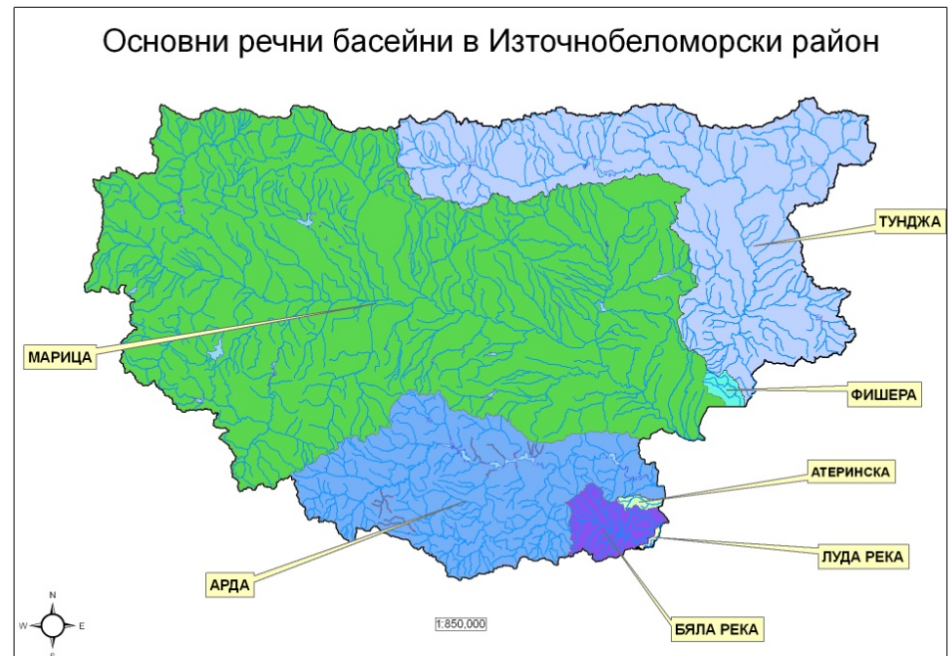 Основни речни басейни в Източнобеломорски район
ТУНДЖА
МАРИЦА
ФИШЕРА
АТЕРИНСКА
ЛУДА РЕКА
АРДА
БЯЛА РЕКА
1:850,000
N
W E
S